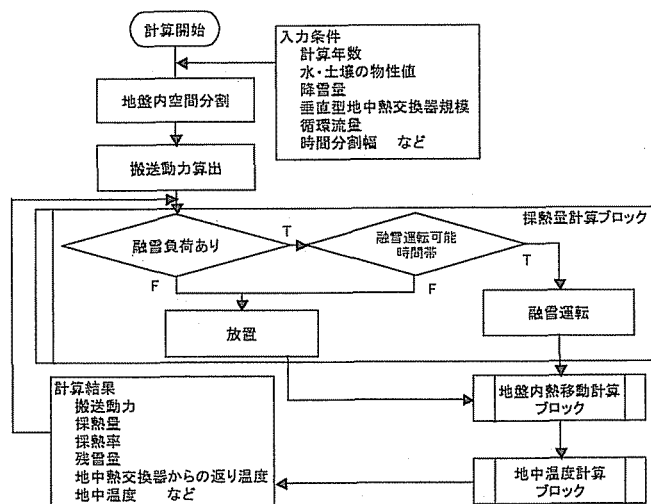 計算開始
入力条件
計算年数
水・土壌の物性値
降雪量
垂直型地中熱交換器規模
循環流量
時間分割幅 など
地盤内空間分割
搬送動力算出
採熱量計算ブロック
融雪負荷あり
T
融雪運転可能
時間帯
T
F
F
放置
融雪運転
計算結果
搬送動力
採熱量
採熱率
残雪量
地中熱交換器からの返り温度
地中温度 など
地盤内熱移動計算
ブロック
地中温度計算
ブロック